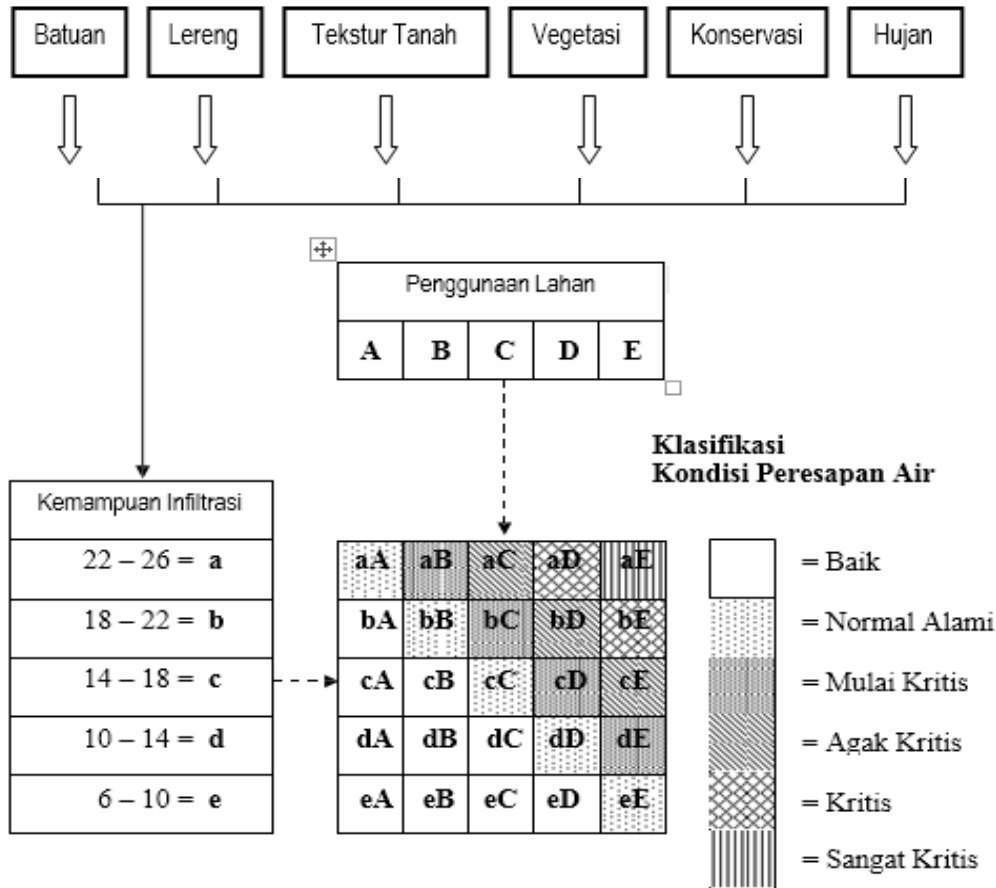 Batuan
Lereng
Tekstur Tanah
Vegetasi
Konservasi
Hujan
Penggunaan Lahan
A B C D E
Klasifikasi
Kondisi Peresapan Air
Kemampuan Infiltrasi
22 – 26 = a
18 – 22 = b
14 – 18 = c
10 – 14 = d
6 – 10 = e
aA aB aC aD aE
bA bB bC bD bE
cA cB cC cD cE
dA dB dC dD dE
eA eB eC eD eE
= Baik
= Normal Alami
= Mulai Kritis
= Agak Kritis
= Kritis
= Sangat Kritis